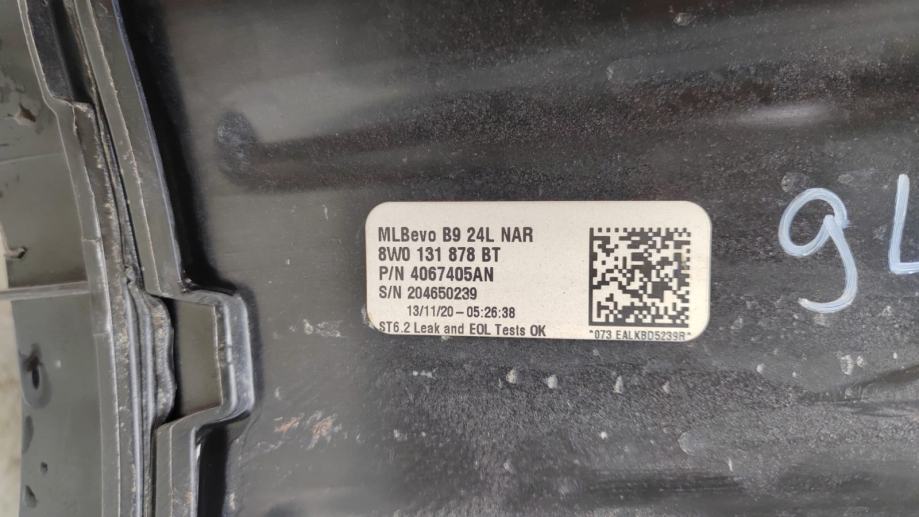 MLBevo B9 24L NAR
8W0 131 878 BT
P/N 4067405AN
S/N 204650239
13/11/20-05:26:38
ST6.2 Leak and EOL Tests OK
*073 EALKBD5239R*
9L